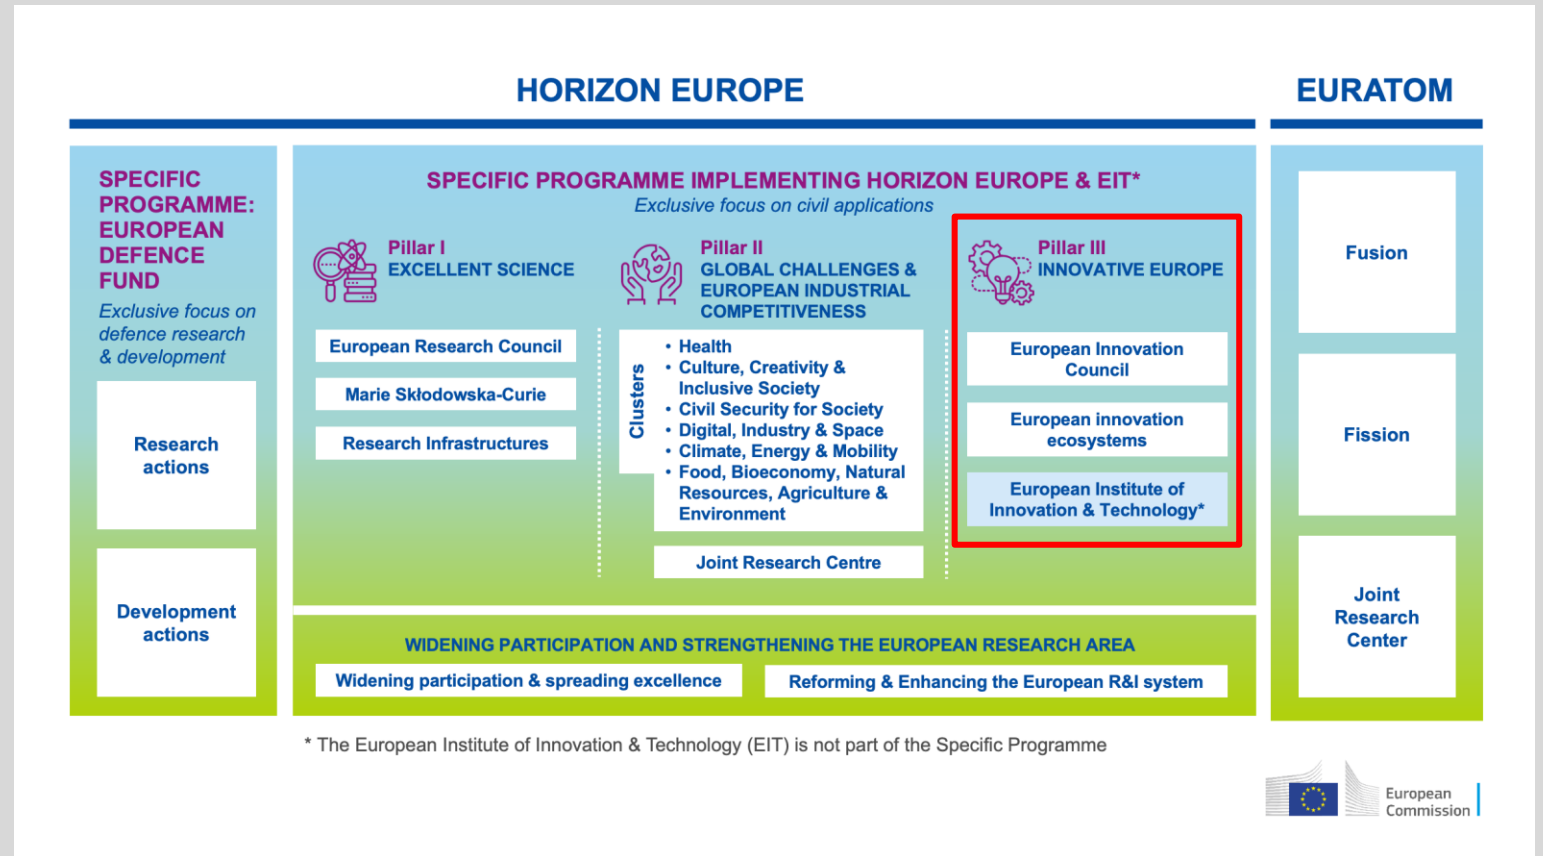 HORIZON EUROPE
EURATOM
SPECIFIC
PROGRAMME:
EUROPEAN
DEFENCE
FUND
Exclusive focus on
defence research
& development
Research
actions
Development
actions
SPECIFIC PROGRAMME IMPLEMENTING HORIZON EUROPE & EIT*
Exclusive focus on civil applications
Pillar I
EXCELLENT SCIENCE
European Research Council
Marie Skłodowska-Curie
Research Infrastructures
Pillar II
GLOBAL CHALLENGES &
EUROPEAN INDUSTRIAL
COMPETITIVENESS
Clusters
• Health
• Culture, Creativity &
Inclusive Society
• Civil Security for Society
• Digital, Industry & Space
• Climate, Energy & Mobility
• Food, Bioeconomy, Natural
Resources, Agriculture &
Environment
Joint Research Centre
Pillar III
INNOVATIVE EUROPE
European Innovation
Council
European innovation
ecosystems
European Institute of
Innovation & Technology*
WIDENING PARTICIPATION AND STRENGTHENING THE EUROPEAN RESEARCH AREA
Widening participation & spreading excellence
Reforming & Enhancing the European R&I system
Fusion
Fission
Joint
Research
Center
* The European Institute of Innovation & Technology (EIT) is not part of the Specific Programme
European
Commission